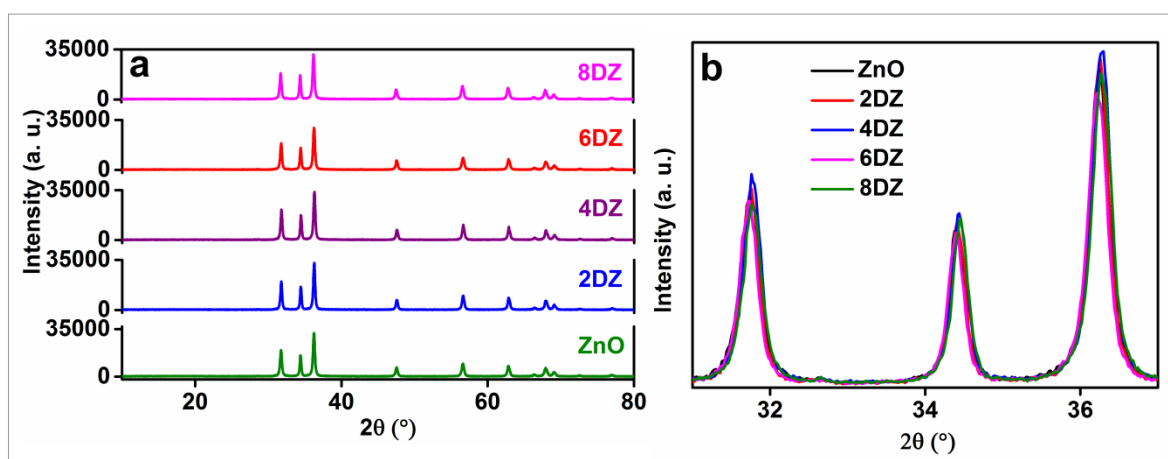 a
35000
0
8DZ
35000
0
6DZ
35000
0
4DZ
35000
0
2DZ
35000
0
ZnO
Intensity (a. u.)
20 40 60 80
2θ (°)
b
ZnO
2DZ
4DZ
6DZ
8DZ
Intensity (a. u.)
32 34 36
2θ (°)